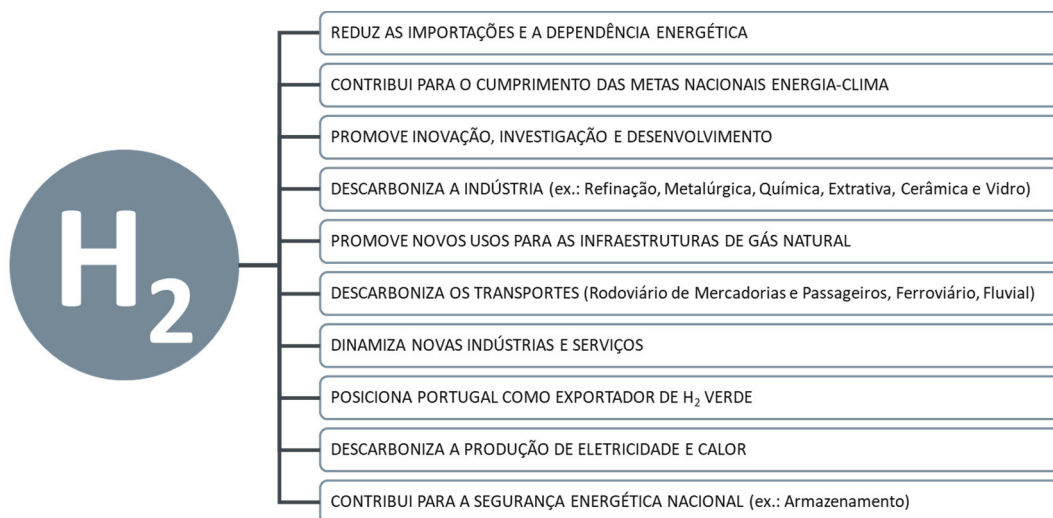 H2
REDUZ AS IMPORTAÇÕES E A DEPENDÊNCIA ENERGÉTICA
CONTRIBUI PARA O CUMPRIMENTO DAS METAS NACIONAIS ENERGIA-CLIMA
PROMOVE INOVAÇÃO, INVESTIGAÇÃO E DESENVOLVIMENTO
DESCARBONIZA A INDÚSTRIA (ex.: Refinação, Metalúrgica, Química, Extrativa, Cerâmica e Vidro)
PROMOVE NOVOS USOS PARA AS INFRAESTRUTURAS DE GÁS NATURAL
DESCARBONIZA OS TRANSPORTES (Rodoviário de Mercadorias e Passageiros, Ferroviário, Fluvial)
DINAMIZA NOVAS INDÚSTRIAS E SERVIÇOS
POSICIONA PORTUGAL COMO EXPORTADOR DE H2 VERDE
DESCARBONIZA A PRODUÇÃO DE ELETRICIDADE E CALOR
CONTRIBUI PARA A SEGURANÇA ENERGÉTICA NACIONAL (ex.: Armazenamento)